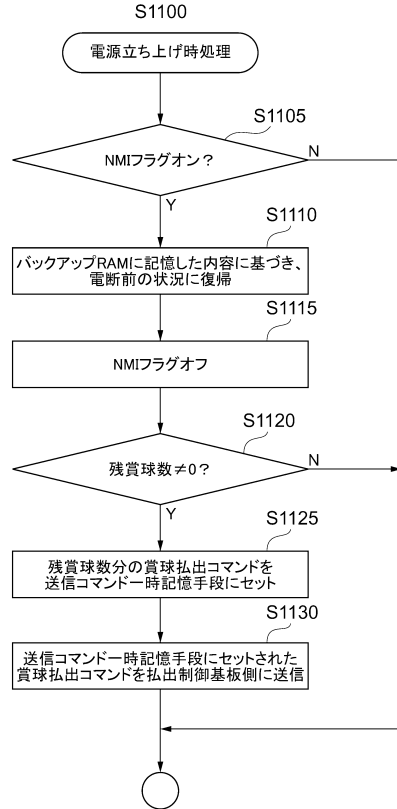 S1100
電源立ち上げ時処理
S1105
NMIフラグオン？
N
Y
S1110
バックアップRAMに記憶した内容に基づき、
電断前の状況に復帰
S1115
NMIフラグオフ
S1120
残賞球数≠0？
N
Y
S1125
残賞球数分の賞球払出コマンドを
送信コマンド一時記憶手段にセット
S1130
送信コマンド一時記憶手段にセットされた
賞球払出コマンドを払出制御基板側に送信